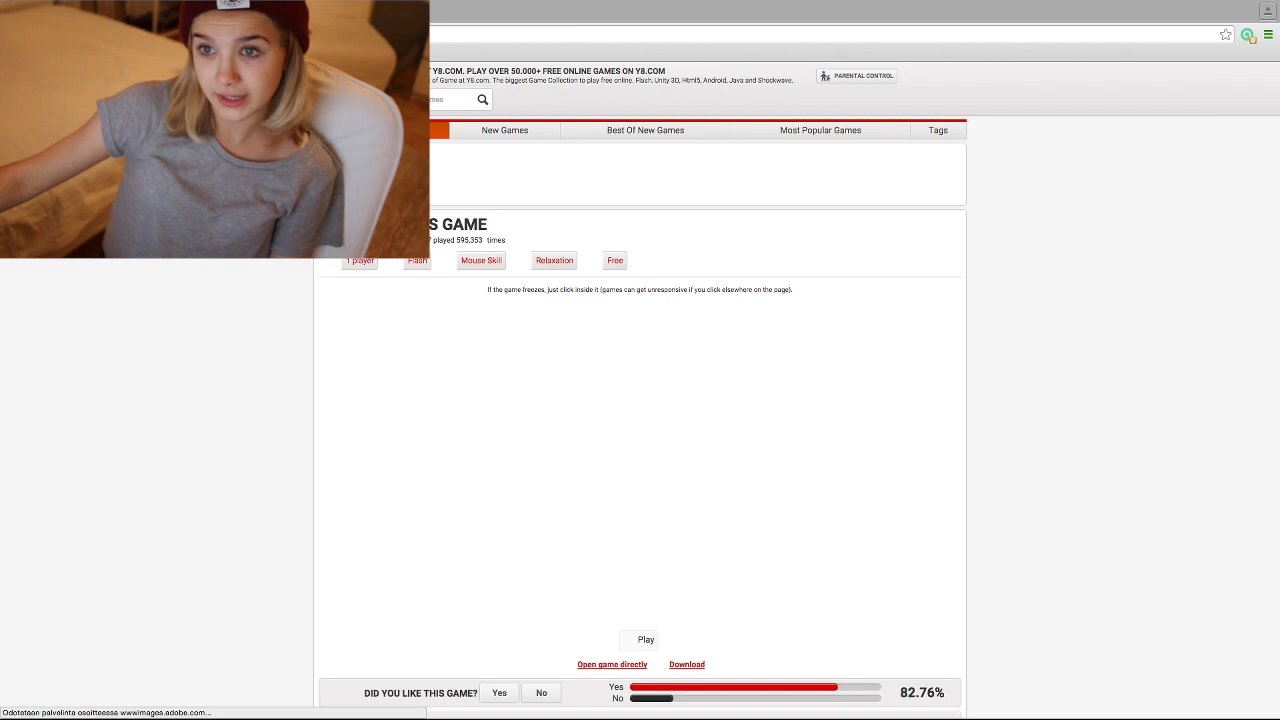 Y8.COM. PLAY OVER 50.000+ FREE ONLINE GAMES ON Y8.COM
of Game at Y8.com. The biggest Game Collection to play free online. Flash, Unity 3D, Html5, Android, Java and Shockwave.
PARENTAL CONTROL
mes
New Games Best Of New Games Most Popular Games Tags
S GAME
7 played 595,353 times
1 player Flash Mouse Skill Relaxation Free
If the game freezes, just click inside it (games can get unresponsive if you click elsewhere on the page).
Play
Open game directly Download
DID YOU LIKE THIS GAME? Yes No Yes 82.76%
No
Odotetaan palvelinta osoitteessa wwwimages.adobe.com...